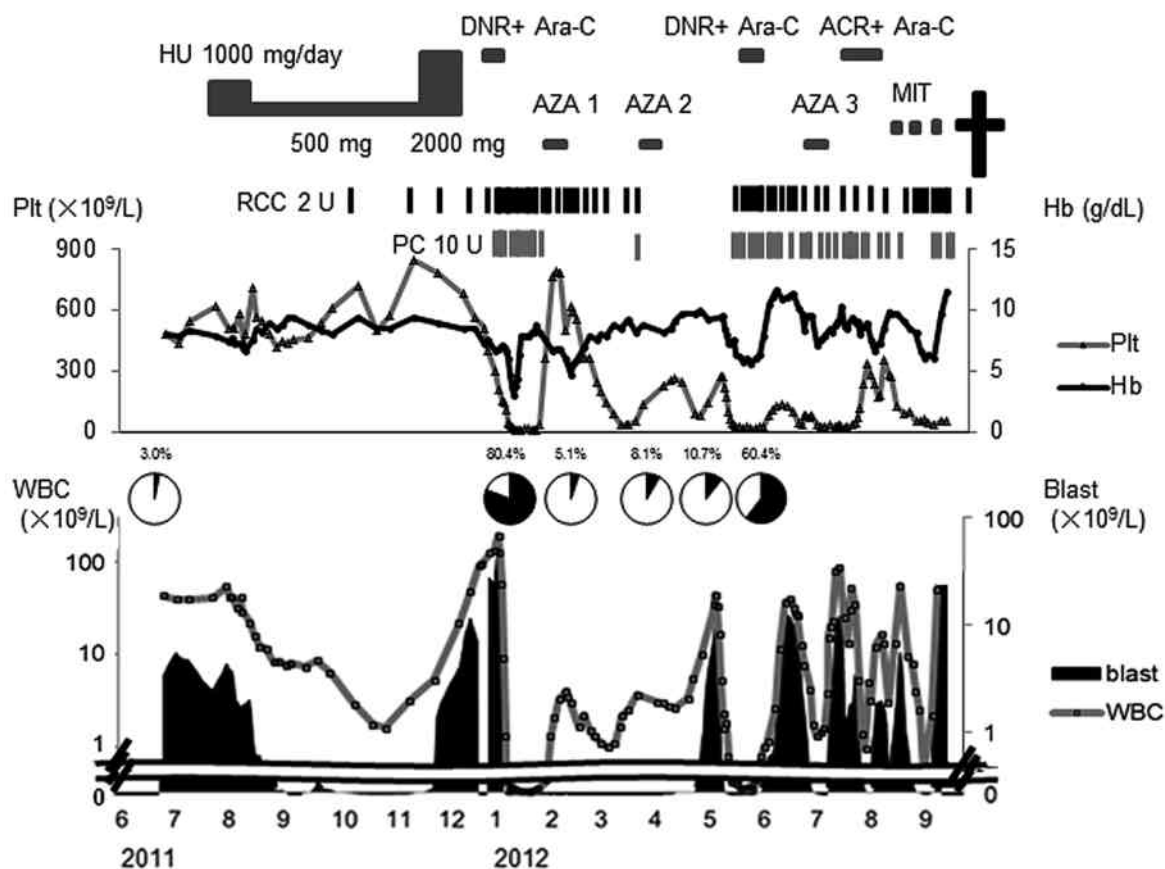 DNR+ Ara-C
DNR+ Ara-C
ACR+ Ara-C
HU 1000 mg/day
AZA 1
AZA 2
AZA 3
MIT
500 mg
2000 mg
RCC 2 U
Plt (×10⁹/L)
Hb (g/dL)
PC 10 U
900
600
300
0
15
10
5
0
Plt
Hb
3.0%
80.4%
5.1%
8.1%
10.7%
60.4%
WBC
(×10⁹/L)
Blast
(×10⁹/L)
100
10
1
0
100
10
1
0
blast
WBC
6 7 8 9 10 11 12 1 2 3 4 5 6 7 8 9
2011 2012